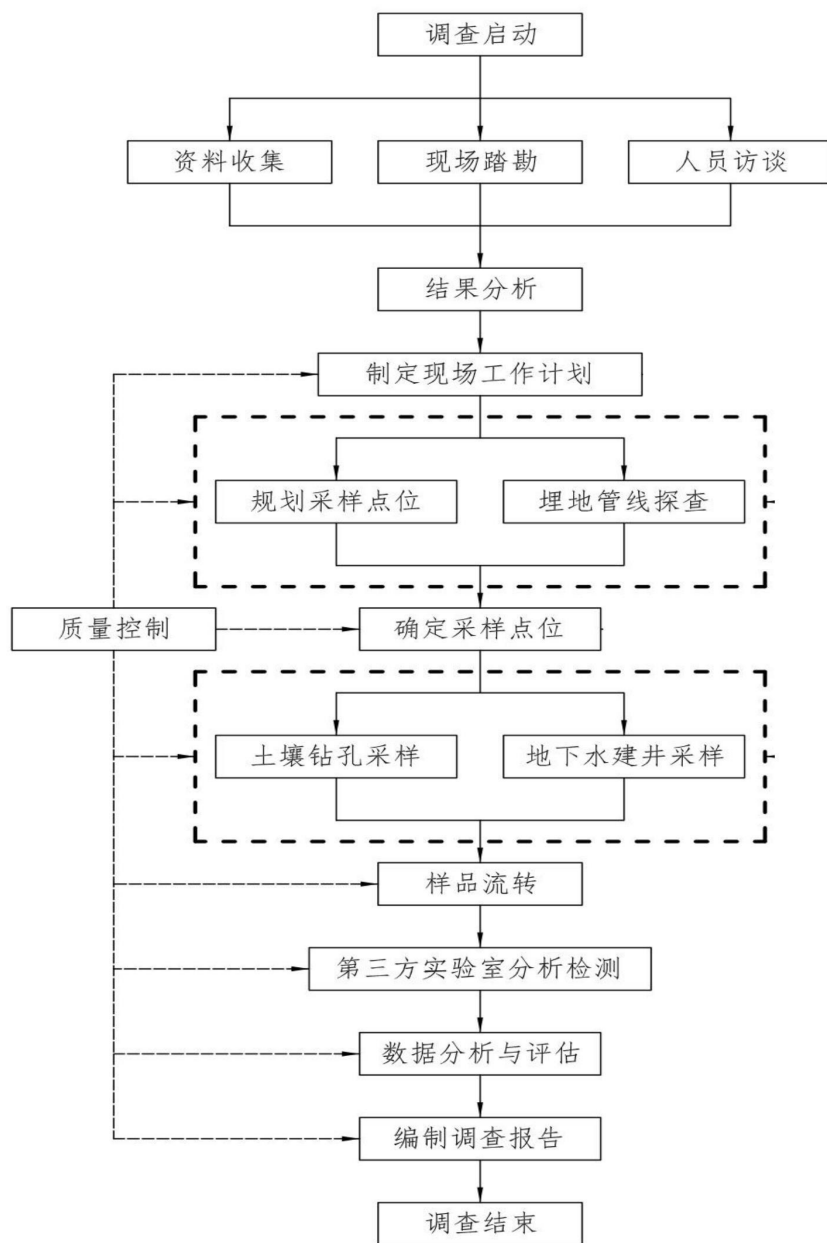 调查启动
资料收集
现场踏勘
人员访谈
结果分析
制定现场工作计划
规划采样点位
埋地管线探查
质量控制
确定采样点位
土壤钻孔采样
地下水建井采样
样品流转
第三方实验室分析检测
数据分析与评估
编制调查报告
调查结束